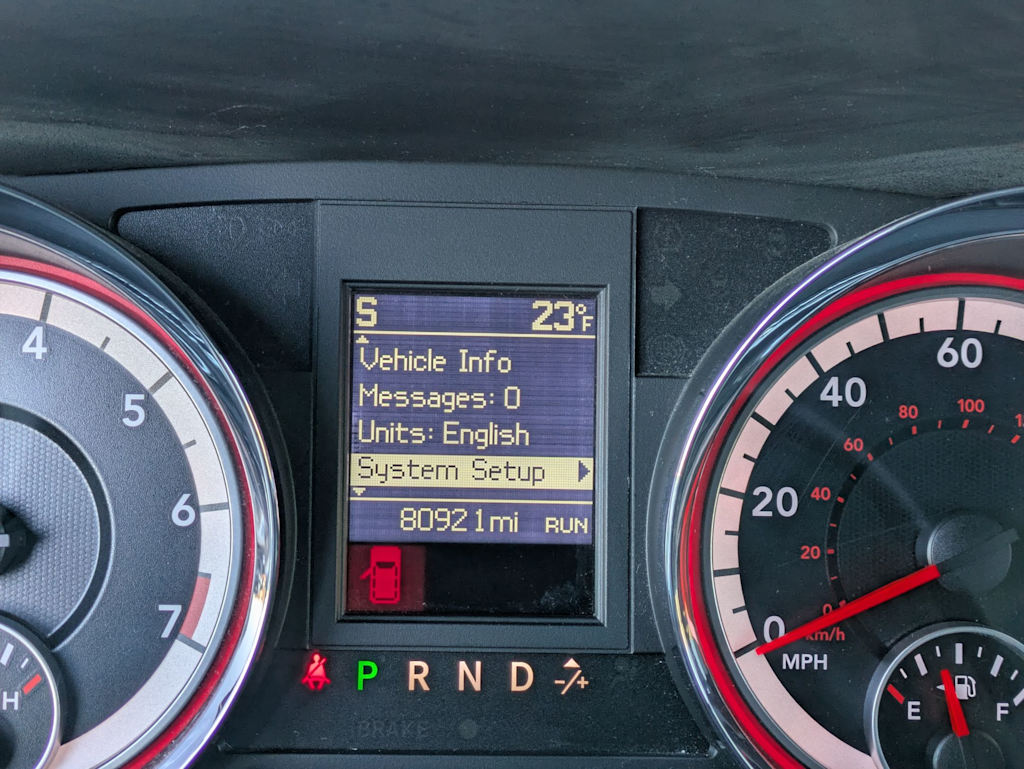 S 23°F
Vehicle Info
Messages: 0
Units: English
System Setup
80921mi RUN
P R N D -/+
BRAKE
4
5
6
7
H
0
20
40
60
MPH
0
20
40
60
80
100
km/h
E F